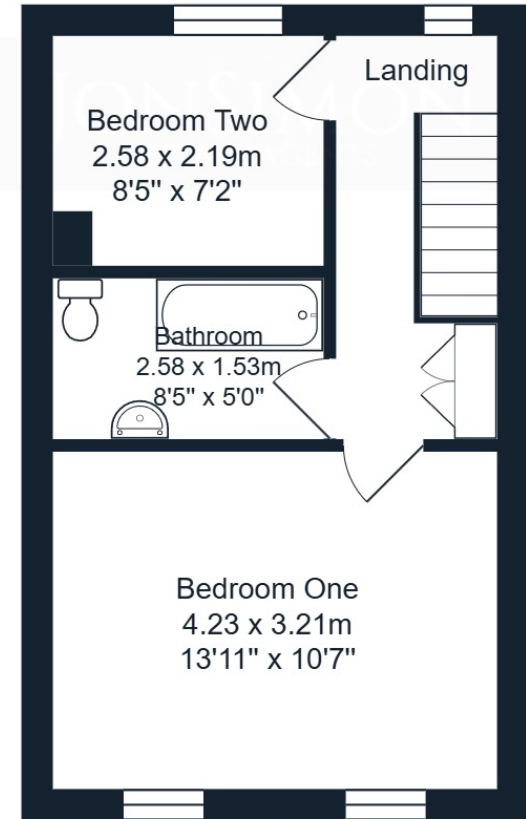 JONSIMON
Landing
Bedroom Two
2.58 x 2.19m
8'5" x 7'2"
Bathroom
2.58 x 1.53m
8'5" x 5'0"
Bedroom One
4.23 x 3.21m
13'11" x 10'7"